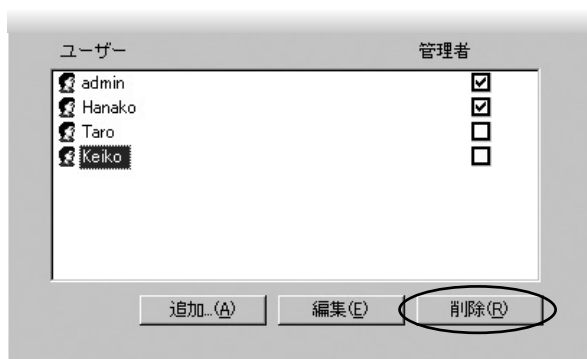 ユーザー 管理者
admin
Hanako
Taro
Keiko
追加...(A) 編集(E) 削除(R)